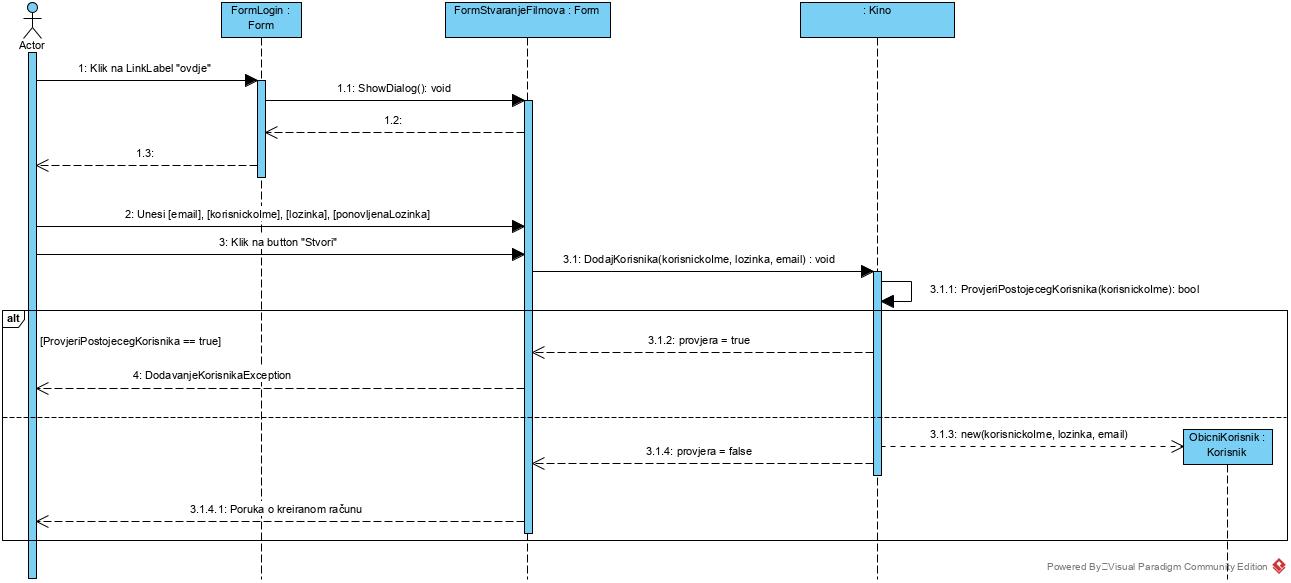 Actor
FormLogin :
Form
FormStvaranjeFilmova : Form
: Kino
1: Klik na LinkLabel "ovdje"
1.1: ShowDialog(): void
1.2:
1.3:
2: Unesi [email], [korisnickoIme], [lozinka], [ponovljenaLozinka]
3: Klik na button "Stvori"
3.1: DodajKorisnika(korisnickoIme, lozinka, email) : void
3.1.1: ProvjeriPostojecegKorisnika(korisnickoIme): bool
alt
[ProvjeriPostojecegKorisnika == true]
3.1.2: provjera = true
4: DodavanjeKorisnikaException
3.1.3: new(korisnickoIme, lozinka, email)
ObicniKorisnik :
Korisnik
3.1.4: provjera = false
3.1.4.1: Poruka o kreiranom računu
Powered By Visual Paradigm Community Edition